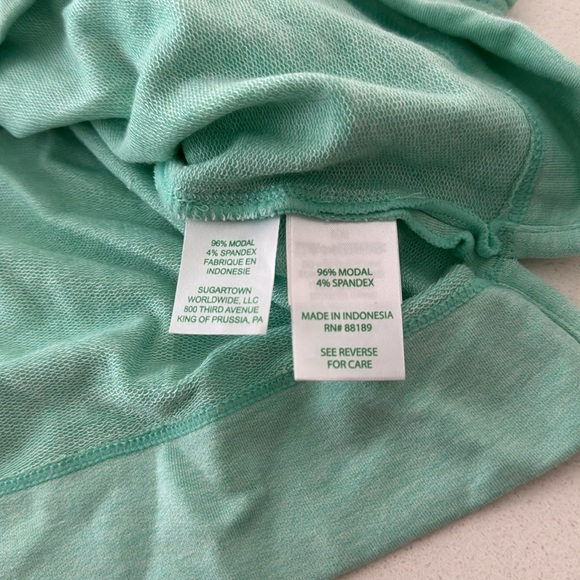 96% MODAL
4% SPANDEX
FABRIQUE EN
INDONESIE
SUGARTOWN
WORLDWIDE, LLC
800 THIRD AVENUE
KING OF PRUSSIA, PA
96% MODAL
4% SPANDEX
MADE IN INDONESIA
RN# 88189
SEE REVERSE
FOR CARE